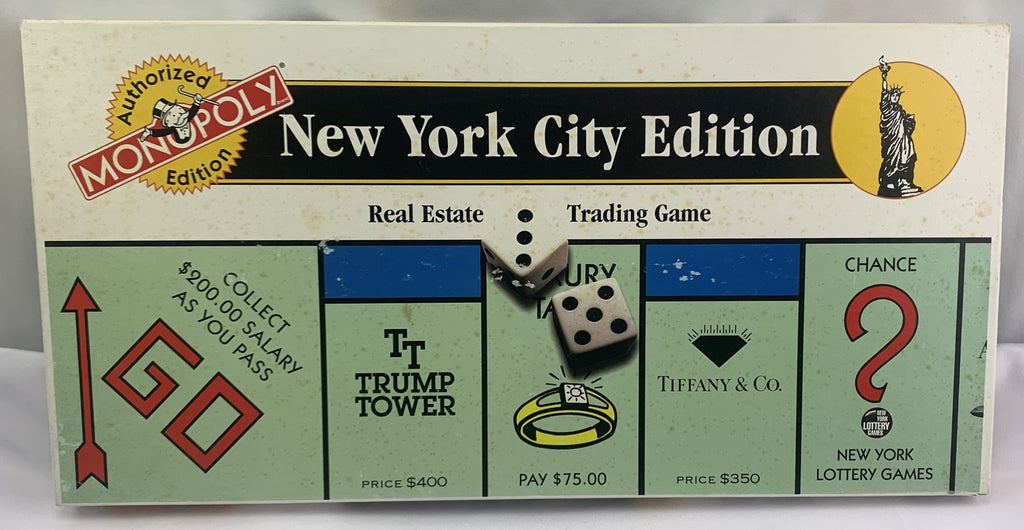 Authorized
MONOPOLY®
Edition
New York City Edition
Real Estate Trading Game
COLLECT
$200.00 SALARY
AS YOU PASS
GO
TT
TRUMP
TOWER
PRICE $400
URY
TA
PAY $75.00
TIFFANY & CO.
PRICE $350
CHANCE
?
NEW
YORK
LOTTERY
GAMES
NEW YORK
LOTTERY GAMES
A